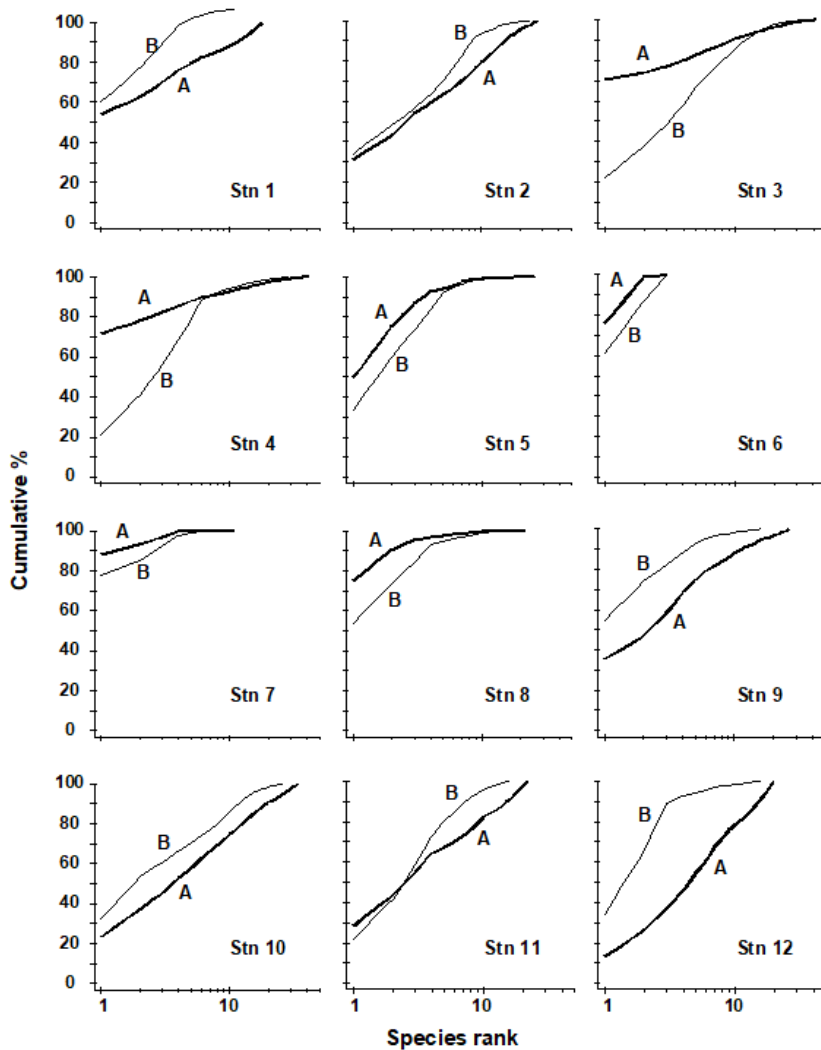 100
80
60
40
20
0
B
A
Stn 1
B
A
Stn 2
A
B
Stn 3
100
80
60
40
20
0
A
B
Stn 4
A
B
Stn 5
A
B
Stn 6
100
80
60
40
20
0
A
B
Stn 7
A
B
Stn 8
B
A
Stn 9
100
80
60
40
20
0
B
A
Stn 10
B
A
Stn 11
B
A
Stn 12
1 10
1 10
1 10
Cumulative %
Species rank